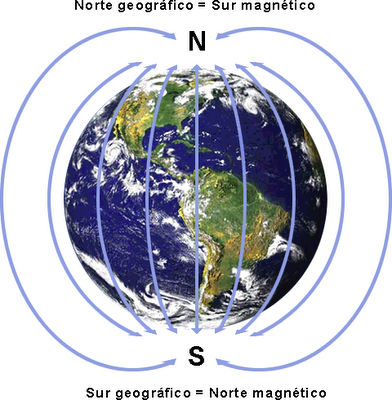 Norte geográfico = Sur magnético
N
S
Sur geográfico = Norte magnético